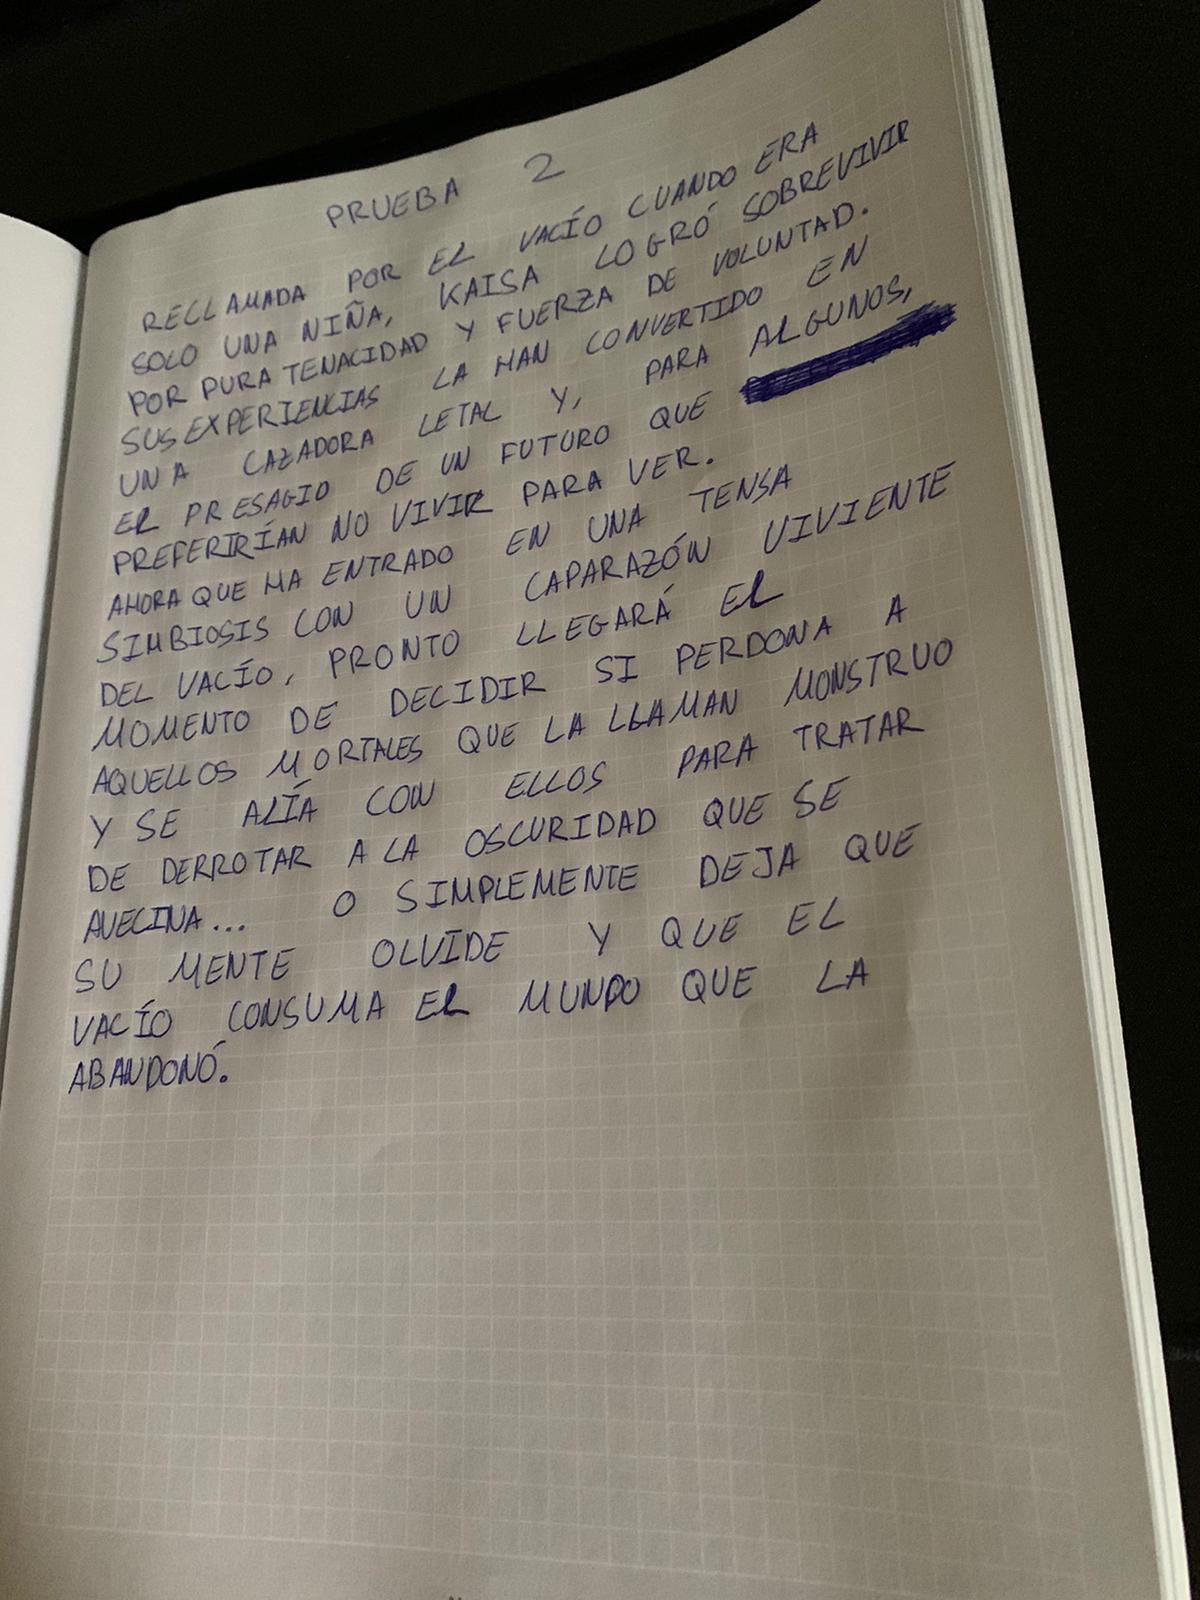 PRUEBA 2
RECLAMADA POR EL VACÍO CUANDO ERA
SOLO UNA NIÑA, KAISA LOGRÓ SOBREVIVIR
POR PURA TENACIDAD Y FUERZA DE VOLUNTAD.
SUS EXPERIENCIAS LA HAN CONVERTIDO EN
UNA CAZADORA LETAL Y, PARA ALGUNOS,
EL PRESAGIO DE UN FUTURO QUE
PREFERIRÍAN NO VIVIR PARA VER.
AHORA QUE HA ENTRADO EN UNA TENSA
SIMBIOSIS CON UN CAPARAZÓN VIVIENTE
DEL VACÍO, PRONTO LLEGARÁ EL
MOMENTO DE DECIDIR SI PERDONA A
AQUELLOS MORTALES QUE LA LLAMAN MONSTRUO
Y SE ALÍA CON ELLOS PARA TRATAR
DE DERROTAR A LA OSCURIDAD QUE SE
AVECINA... O SIMPLEMENTE DEJA QUE
SU MENTE OLVIDE Y QUE EL
VACÍO CONSUMA EL MUNDO QUE LA
ABANDONÓ.